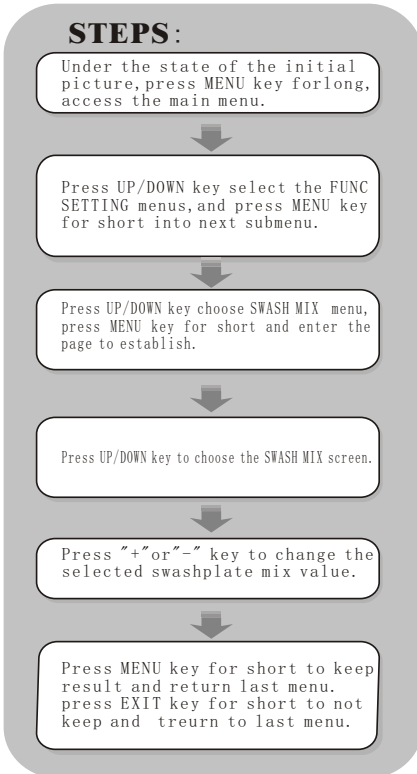 STEPS:
Under the state of the initial
picture, press MENU key forlong,
access the main menu.
Press UP/DOWN key select the FUNC
SETTING menus, and press MENU key
for short into next submenu.
Press UP/DOWN key choose SWASH MIX menu,
press MENU key for short and enter the
page to establish.
Press UP/DOWN key to choose the SWASH MIX screen.
Press "+"or"-" key to change the
selected swashplate mix value.
Press MENU key for short to keep
result and return last menu.
press EXIT key for short to not
keep and treurn to last menu.